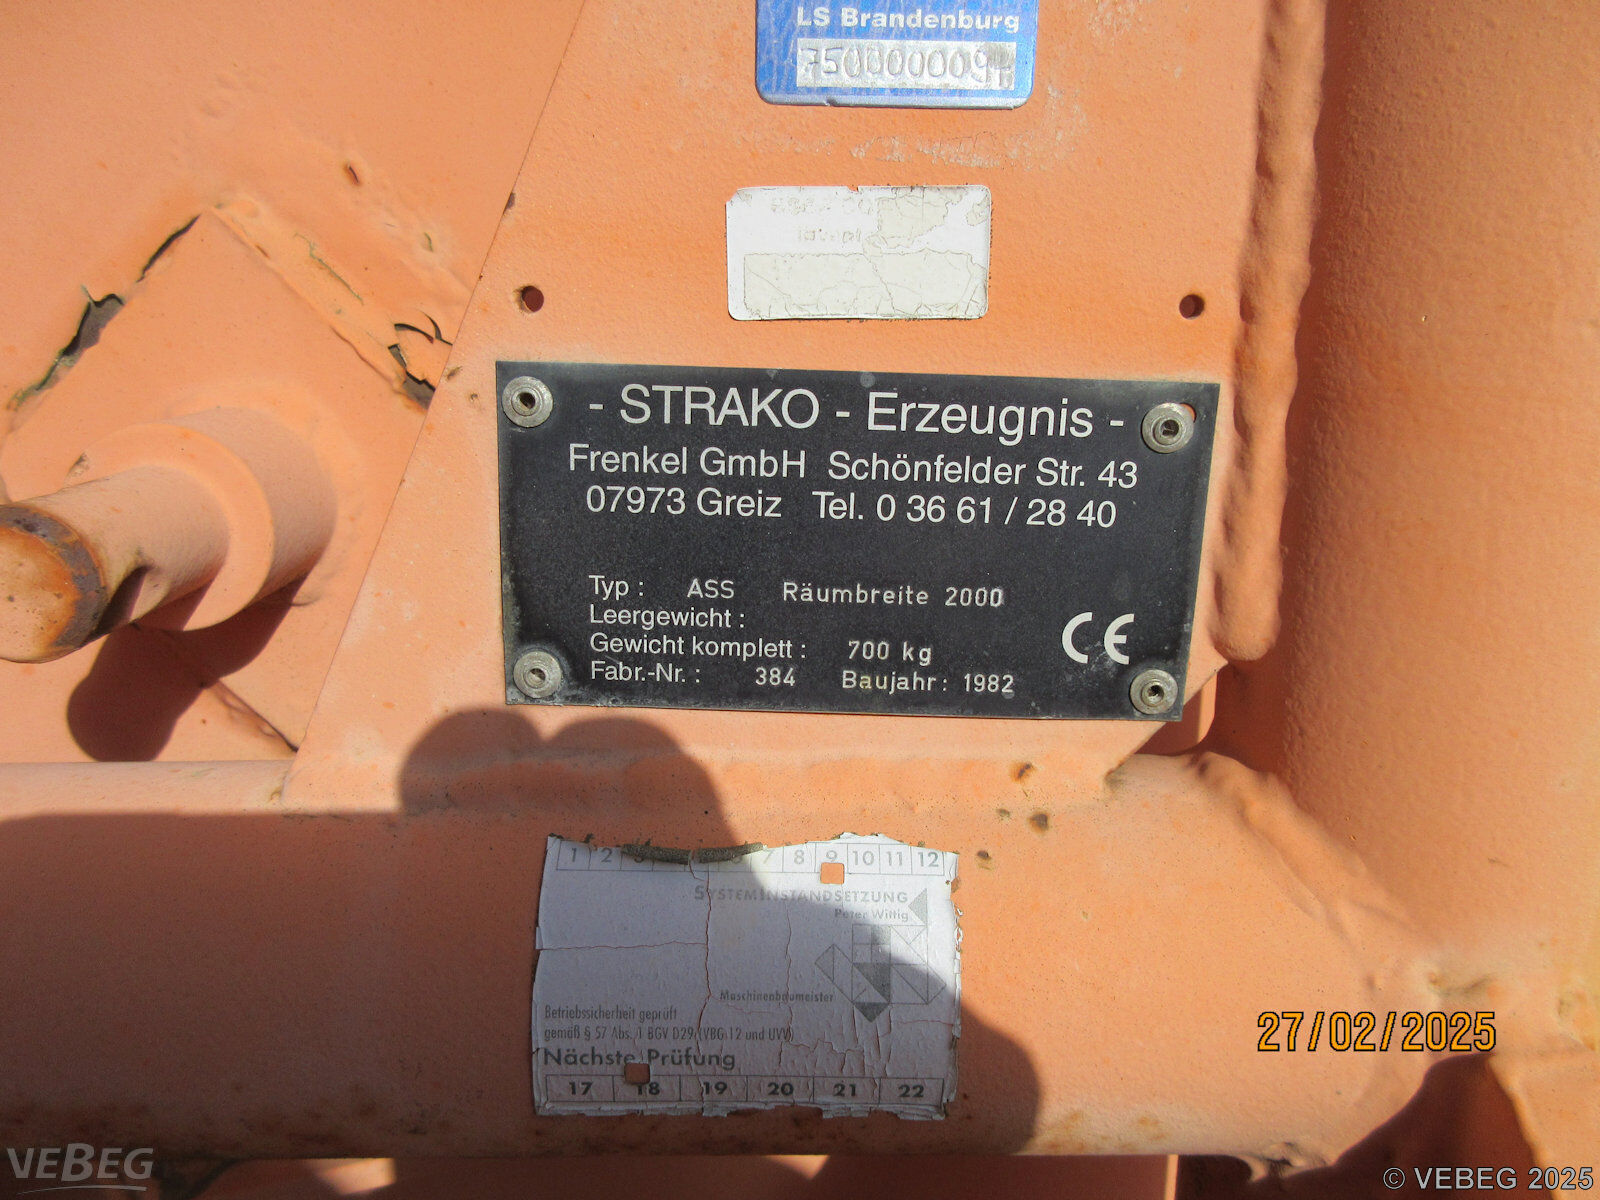 LS Brandenburg
- STRAKO - Erzeugnis -
Frenkel GmbH Schönfelder Str. 43
07973 Greiz Tel. 0 36 61 / 28 40
Typ : ASS Räumbreite 2000
Leergewicht :
Gewicht komplett : 700 kg
Fabr.-Nr. : 384 Baujahr: 1982
CE
1 2 7 8 9 10 11 12
SYSTEMINSTANDSETZUNG
Peter Wittig
Maschinenbaumeister
Betriebssicherheit geprüft
gemäß § 57 Abs. 1 BGV D29 (VBG 12 und UVV)
Nächste Prüfung
17 18 19 20 21 22
27/02/2025
VEBEG
© VEBEG 2025